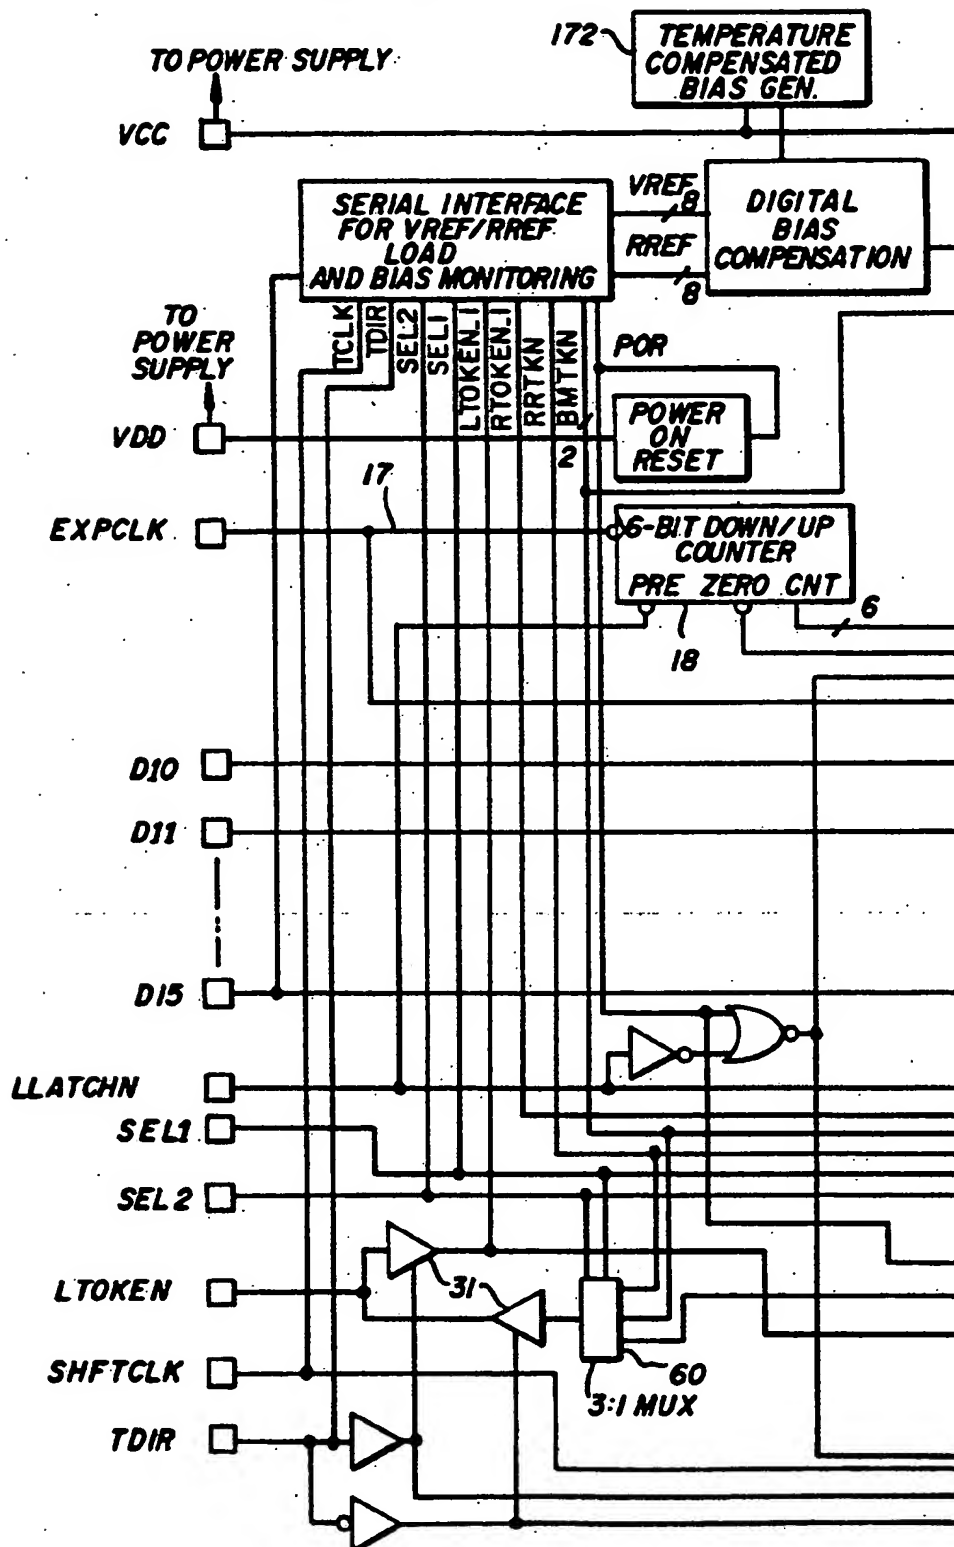 172
TEMPERATURE
COMPENSATED
BIAS GEN.
TO POWER SUPPLY
VCC
SERIAL INTERFACE
FOR VREF/RREF
LOAD
AND BIAS MONITORING
VREF
8
RREF
8
DIGITAL
BIAS
COMPENSATION
TO
POWER
SUPPLY
TCLK
TDIR
SEL2
SEL1
LTOKEN_I
RTOKEN_I
RRTKN
BMTKN
2
POR
POWER
ON
RESET
VDD
17
EXPCLK
6-BIT DOWN/UP
COUNTER
PRE ZERO CNT
6
18
D10
D11
D15
LLATCHN
SEL1
SEL2
31
LTOKEN
60
SHFTCLK
3:1 MUX
TDIR